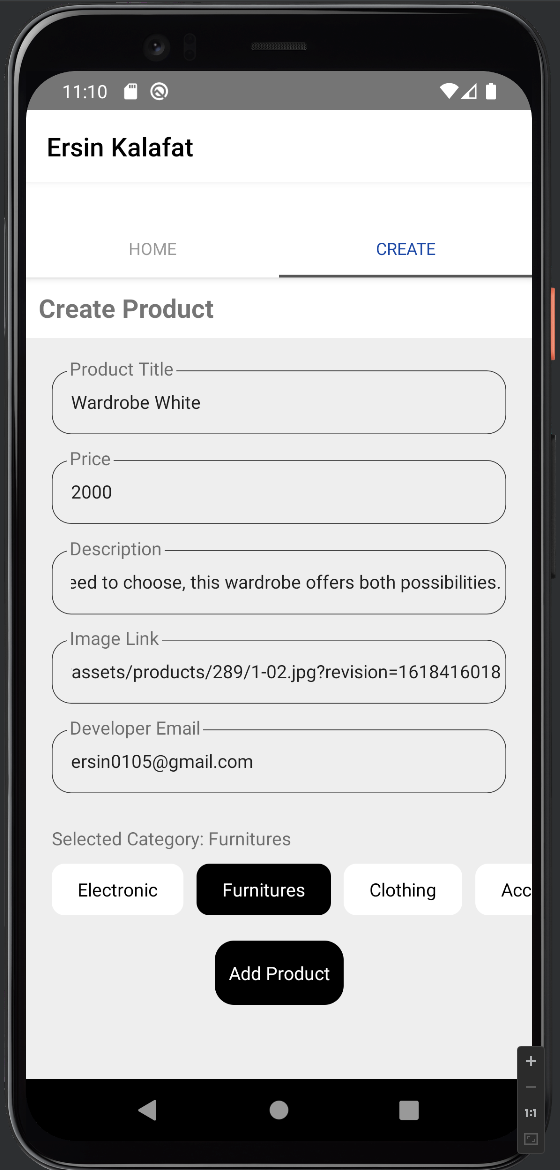 11:10
Ersin Kalafat
HOME CREATE
Create Product
Product Title
Wardrobe White
Price
2000
Description
eed to choose, this wardrobe offers both possibilities.
Image Link
assets/products/289/1-02.jpg?revision=1618416018
Developer Email
ersin0105@gmail.com
Selected Category: Furnitures
Electronic Furnitures Clothing Acc
Add Product
1:1